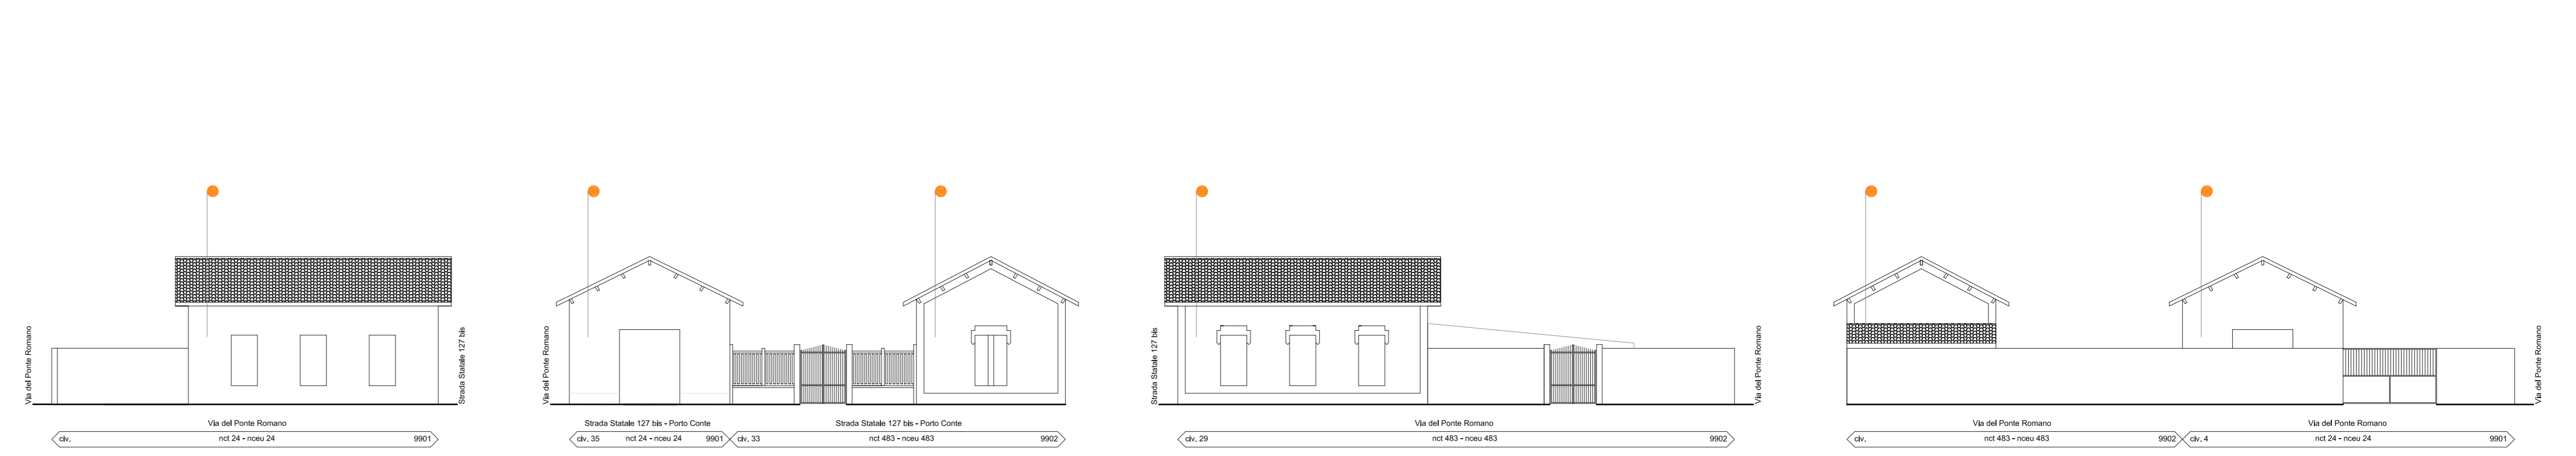 Via del Ponte Romano
Strada Statale 127 bis
Via del Ponte Romano
civ. nct 24 - nceu 24 9901
Via del Ponte Romano
Strada Statale 127 bis - Porto Conte
civ. 35 nct 24 - nceu 24 9901
Strada Statale 127 bis - Porto Conte
civ. 33 nct 483 - nceu 483 9902
Strada Statale 127 bis
Via del Ponte Romano
Via del Ponte Romano
civ. 29 nct 483 - nceu 483 9902
Via del Ponte Romano
Via del Ponte Romano
civ. nct 483 - nceu 483 9902
Via del Ponte Romano
civ. 4 nct 24 - nceu 24 9901